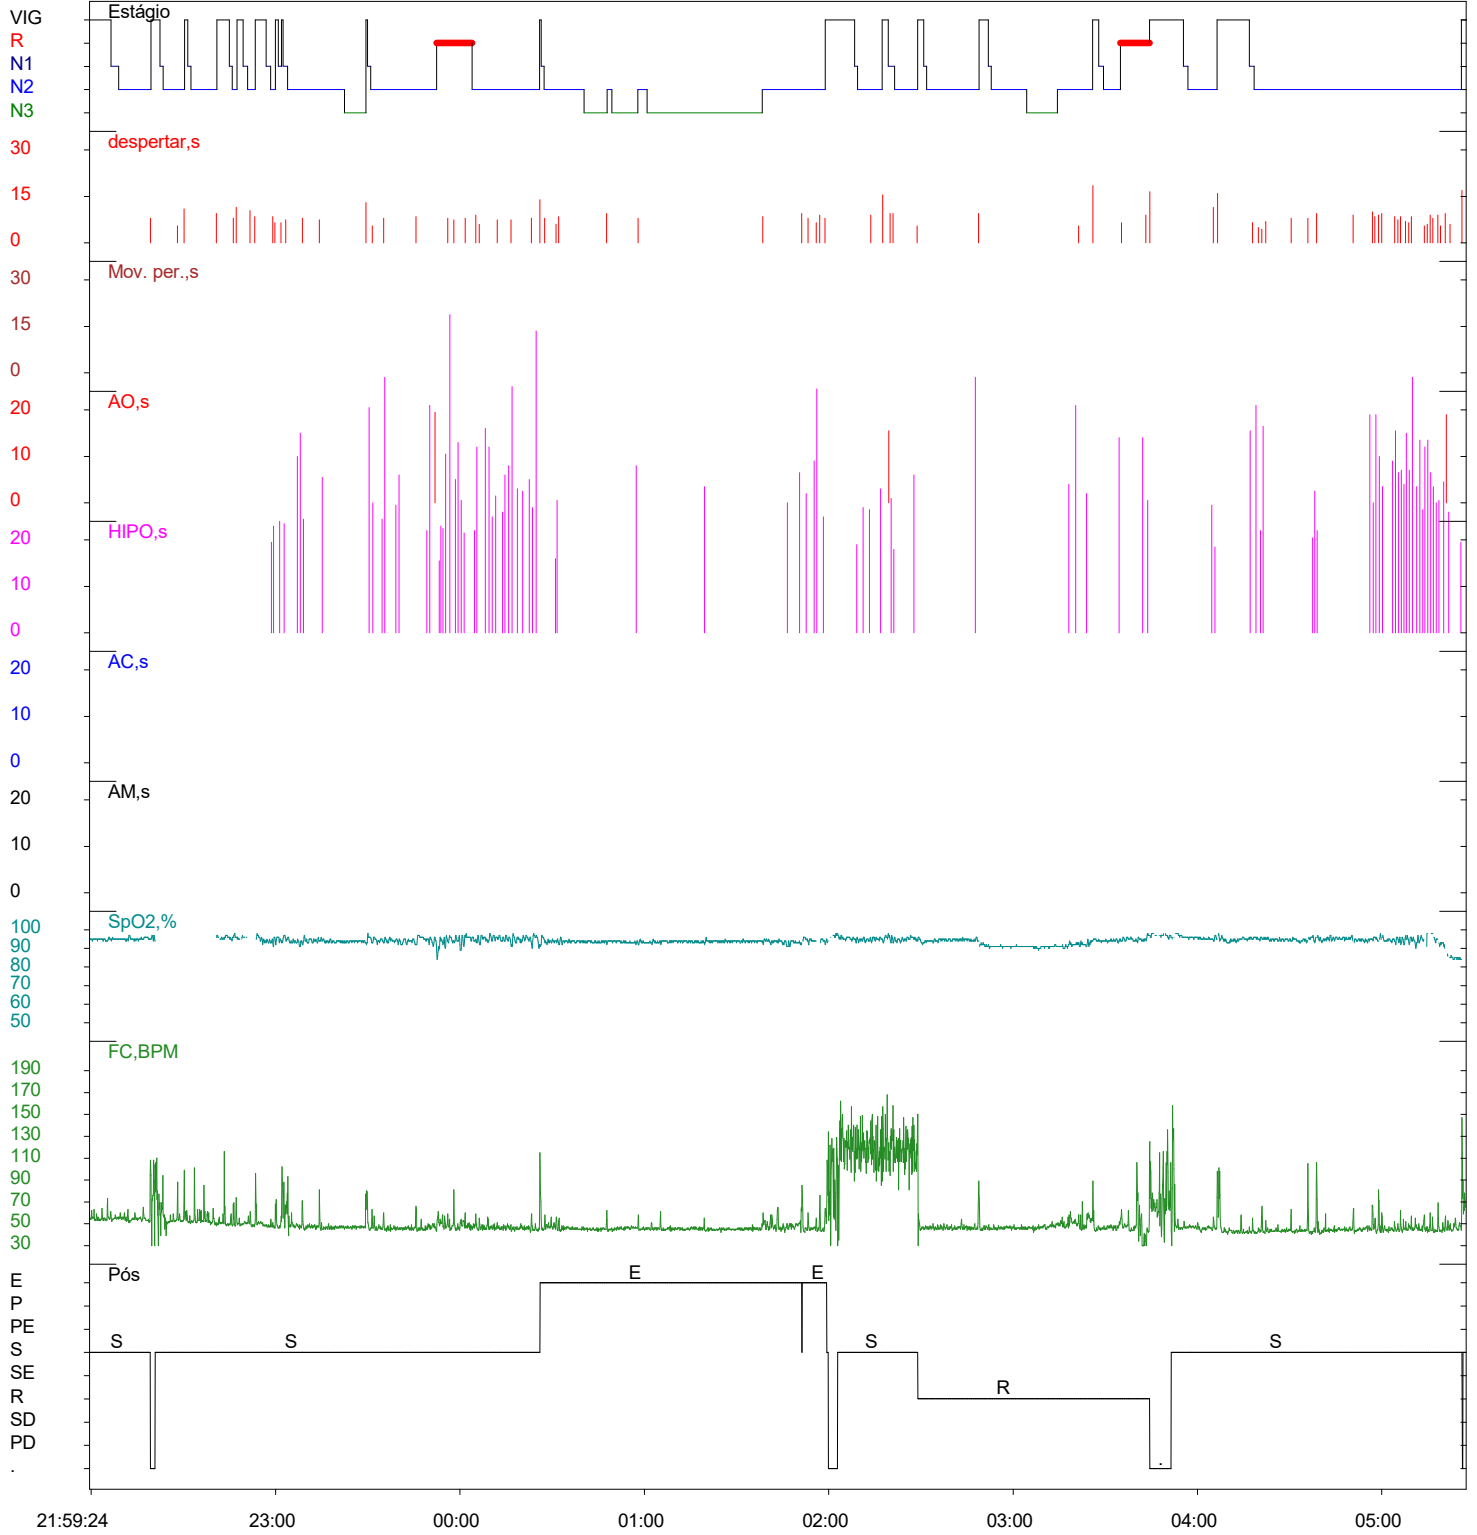 VIG
Estágio
R
N1
N2
N3
despertar,s
30
15
0
Mov. per.,s
30
15
0
AO,s
20
10
0
HIPO,s
20
10
0
AC,s
20
10
0
AM,s
20
10
0
SpO2,%
100
90
80
70
60
50
FC,BPM
190
170
150
130
110
90
70
50
30
Pós
E
P
PE
S
SE
R
SD
PD
.
E E
S S S S
R
.
21:59:24 23:00 00:00 01:00 02:00 03:00 04:00 05:00